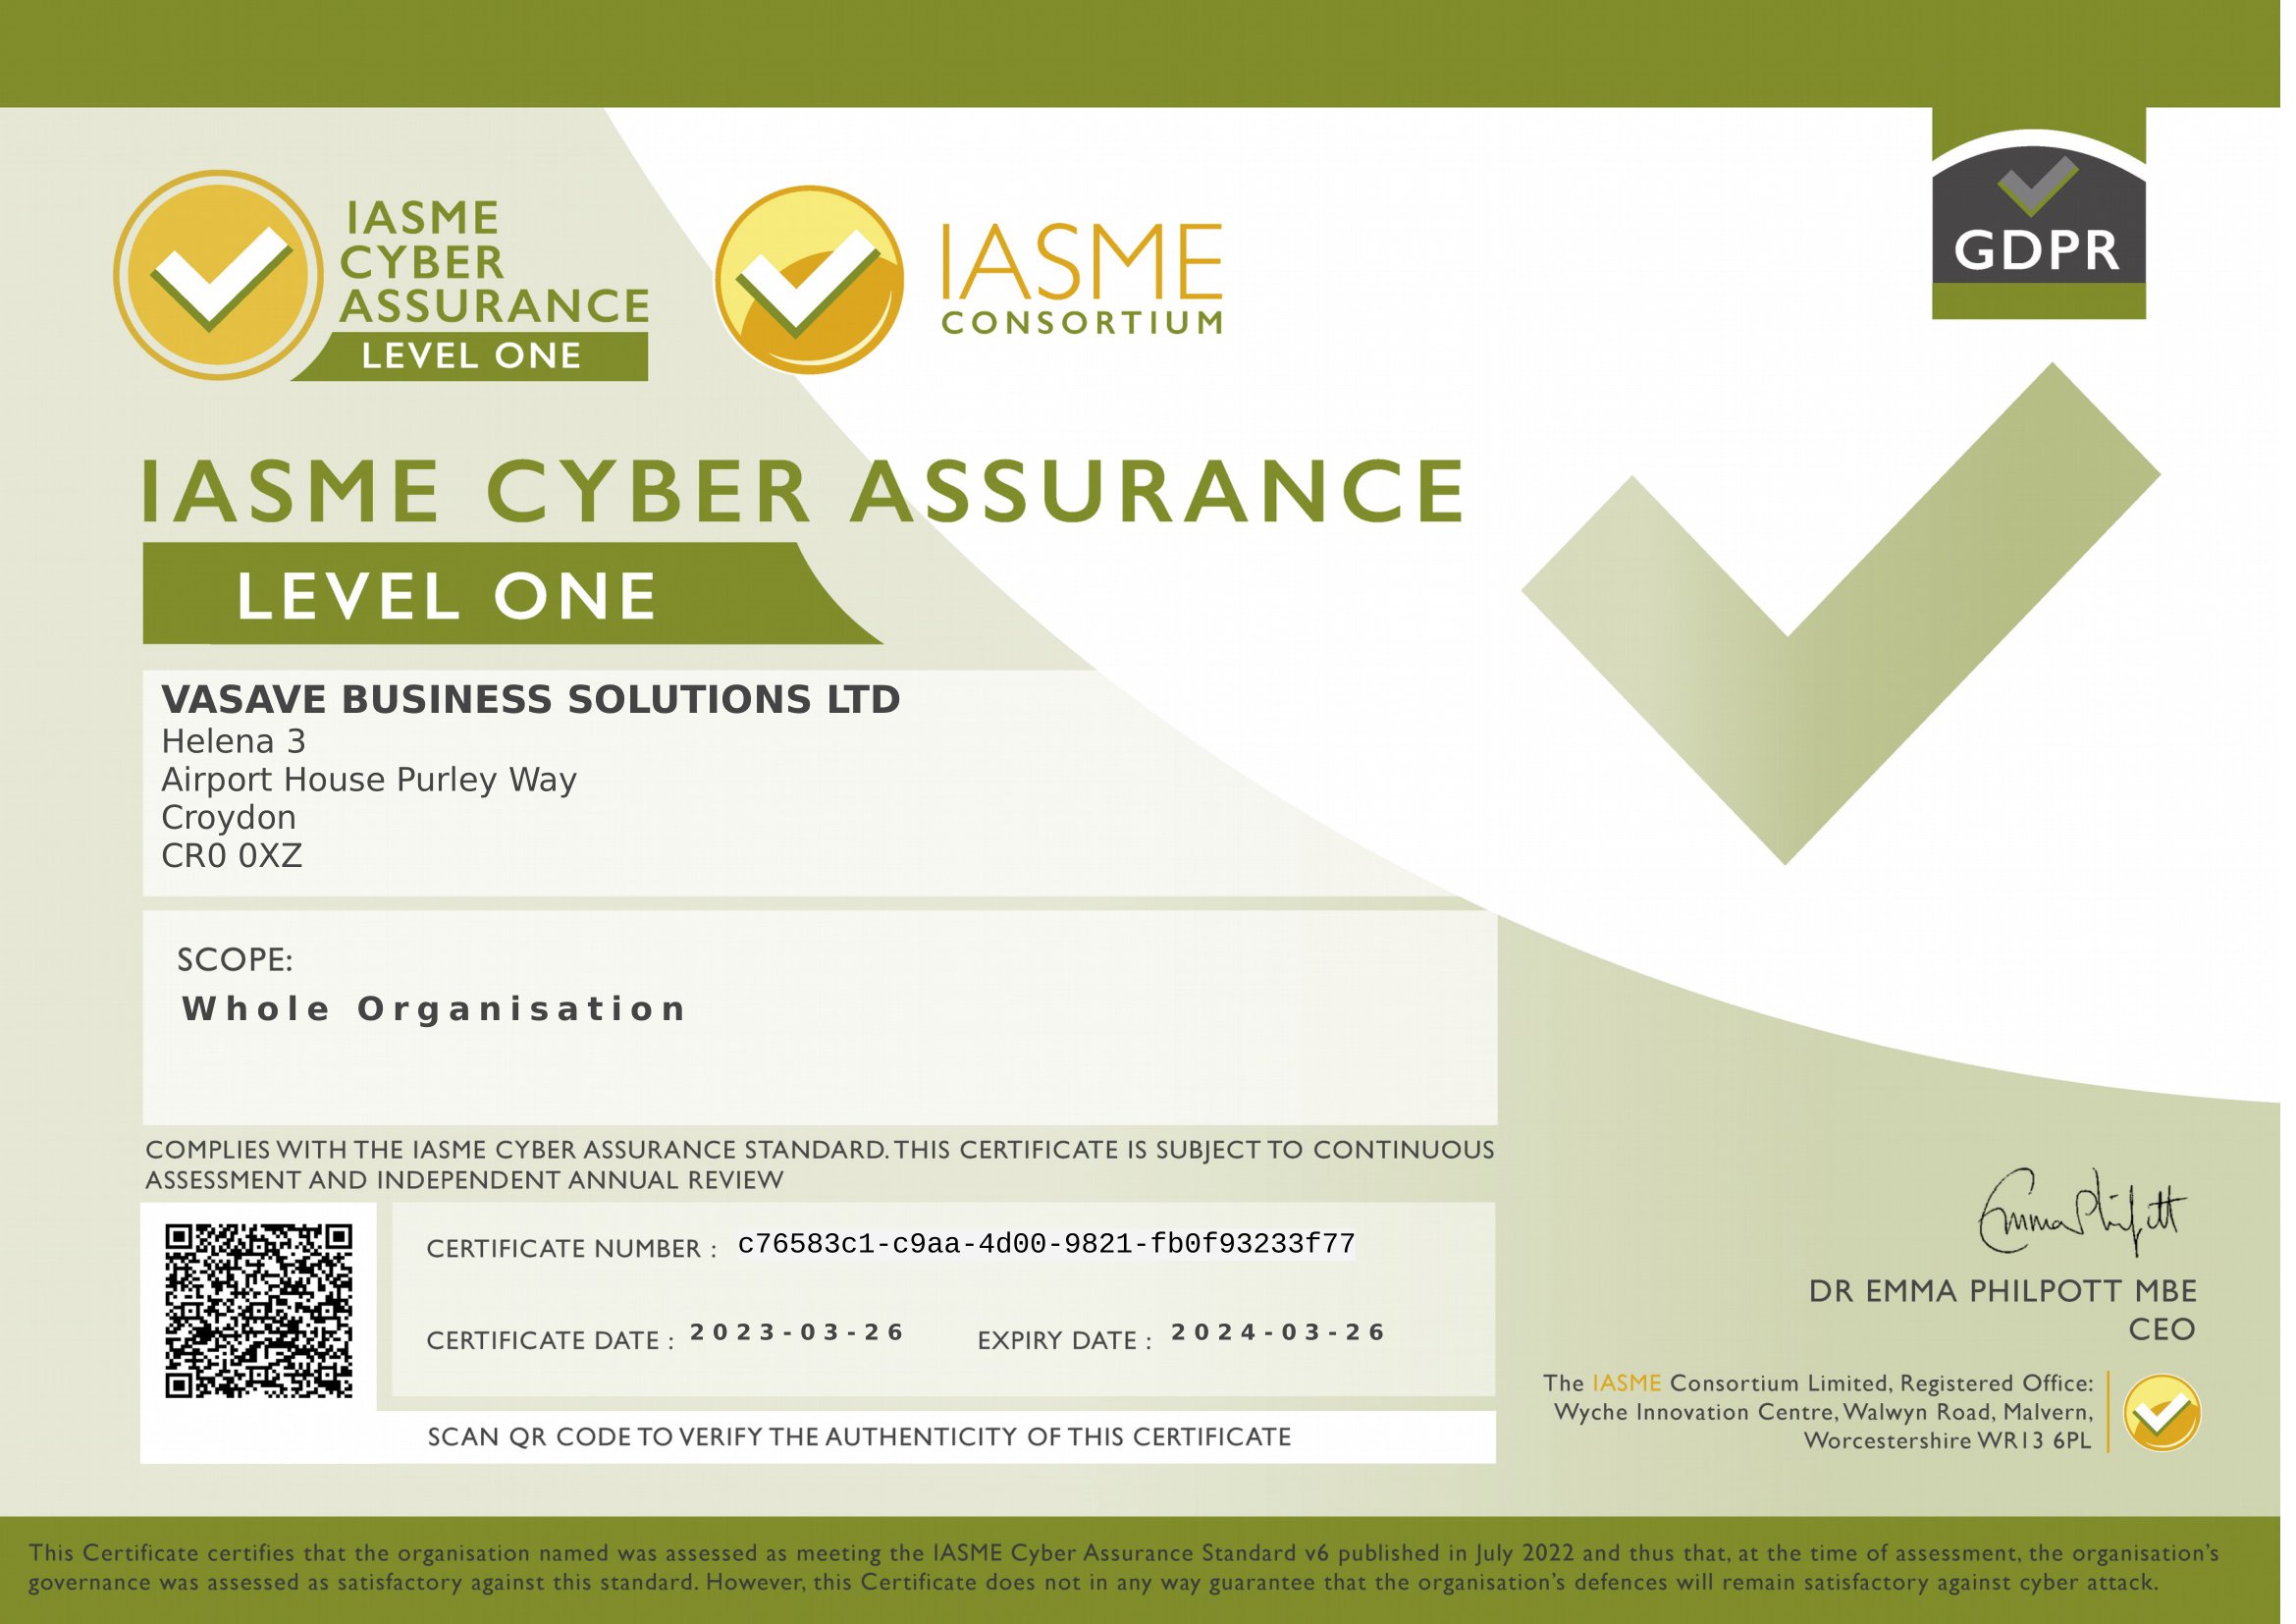 IASME
CYBER
ASSURANCE
LEVEL ONE
IASME
CONSORTIUM
GDPR
IASME CYBER ASSURANCE
LEVEL ONE
VASAVE BUSINESS SOLUTIONS LTD
Helena 3
Airport House Purley Way
Croydon
CR0 0XZ
SCOPE:
Whole Organisation
COMPLIES WITH THE IASME CYBER ASSURANCE STANDARD. THIS CERTIFICATE IS SUBJECT TO CONTINUOUS
ASSESSMENT AND INDEPENDENT ANNUAL REVIEW
CERTIFICATE NUMBER : c76583c1-c9aa-4d00-9821-fb0f93233f77
CERTIFICATE DATE : 2023-03-26 EXPIRY DATE : 2024-03-26
SCAN QR CODE TO VERIFY THE AUTHENTICITY OF THIS CERTIFICATE
Emma Philpott
DR EMMA PHILPOTT MBE
CEO
The IASME Consortium Limited, Registered Office:
Wyche Innovation Centre, Walwyn Road, Malvern,
Worcestershire WR13 6PL
This Certificate certifies that the organisation named was assessed as meeting the IASME Cyber Assurance Standard v6 published in July 2022 and thus that, at the time of assessment, the organisation's
governance was assessed as satisfactory against this standard. However, this Certificate does not in any way guarantee that the organisation's defences will remain satisfactory against cyber attack.